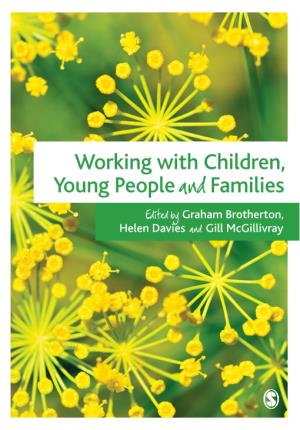 Working with Children,
Young People and Families
Edited by Graham Brotherton,
Helen Davies and Gill McGillivray
SAGE